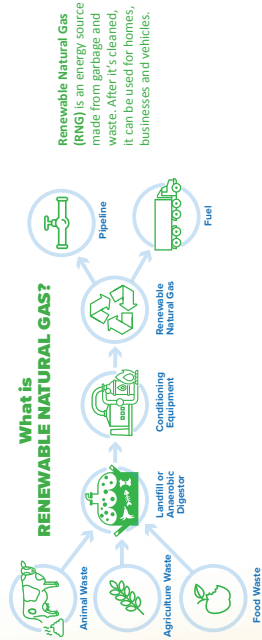 What is
RENEWABLE NATURAL GAS?
Animal Waste
Agriculture Waste
Food Waste
Landfill or
Anaerobic
Digestor
Conditioning
Equipment
Renewable
Natural Gas
Pipeline
Fuel
Renewable Natural Gas
(RNG) is an energy source
made from garbage and
waste. After it's cleaned,
it can be used for homes,
businesses and vehicles.